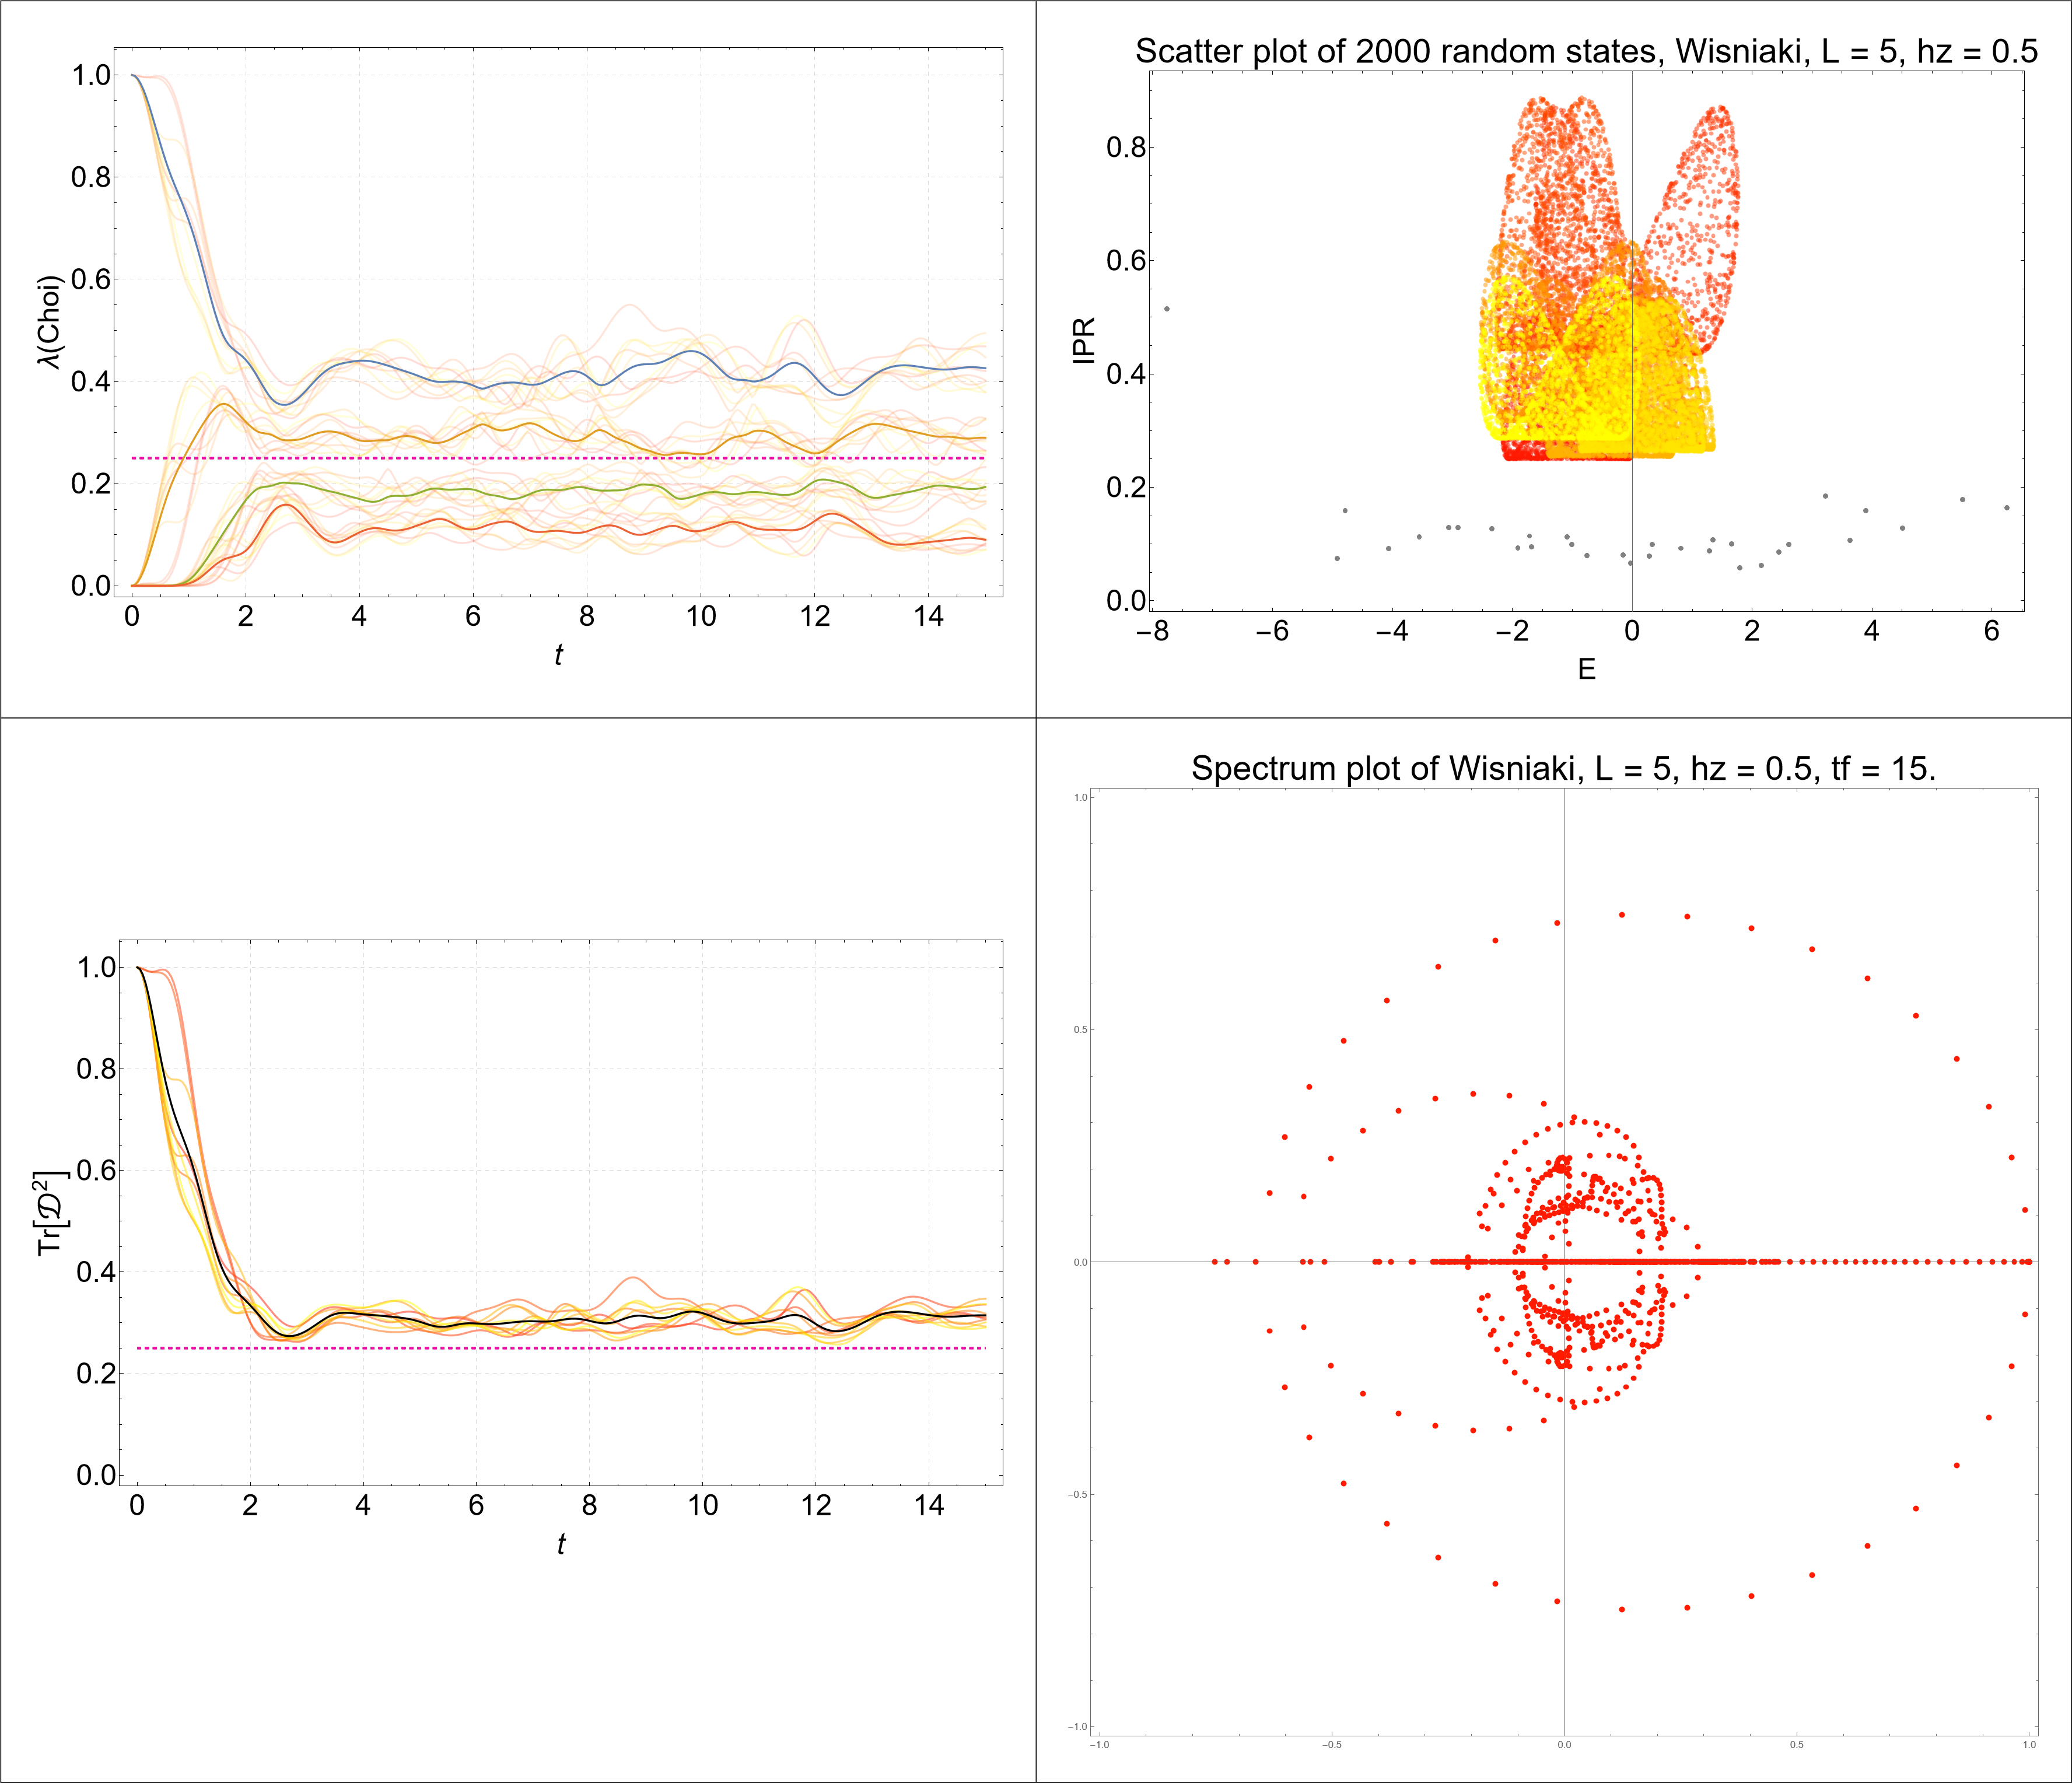 1.0
0.8
0.6
0.4
0.2
0.0
λ(Choi)
0 2 4 6 8 10 12 14
t
Scatter plot of 2000 random states, Wisniaki, L = 5, hz = 0.5
0.8
0.6
0.4
0.2
0.0
IPR
−8 −6 −4 −2 0 2 4 6
E
1.0
0.8
0.6
0.4
0.2
0.0
Tr[𝒟²]
0 2 4 6 8 10 12 14
t
Spectrum plot of Wisniaki, L = 5, hz = 0.5, tf = 15.
1.0
0.5
0.0
−0.5
−1.0
−1.0 −0.5 0.0 0.5 1.0